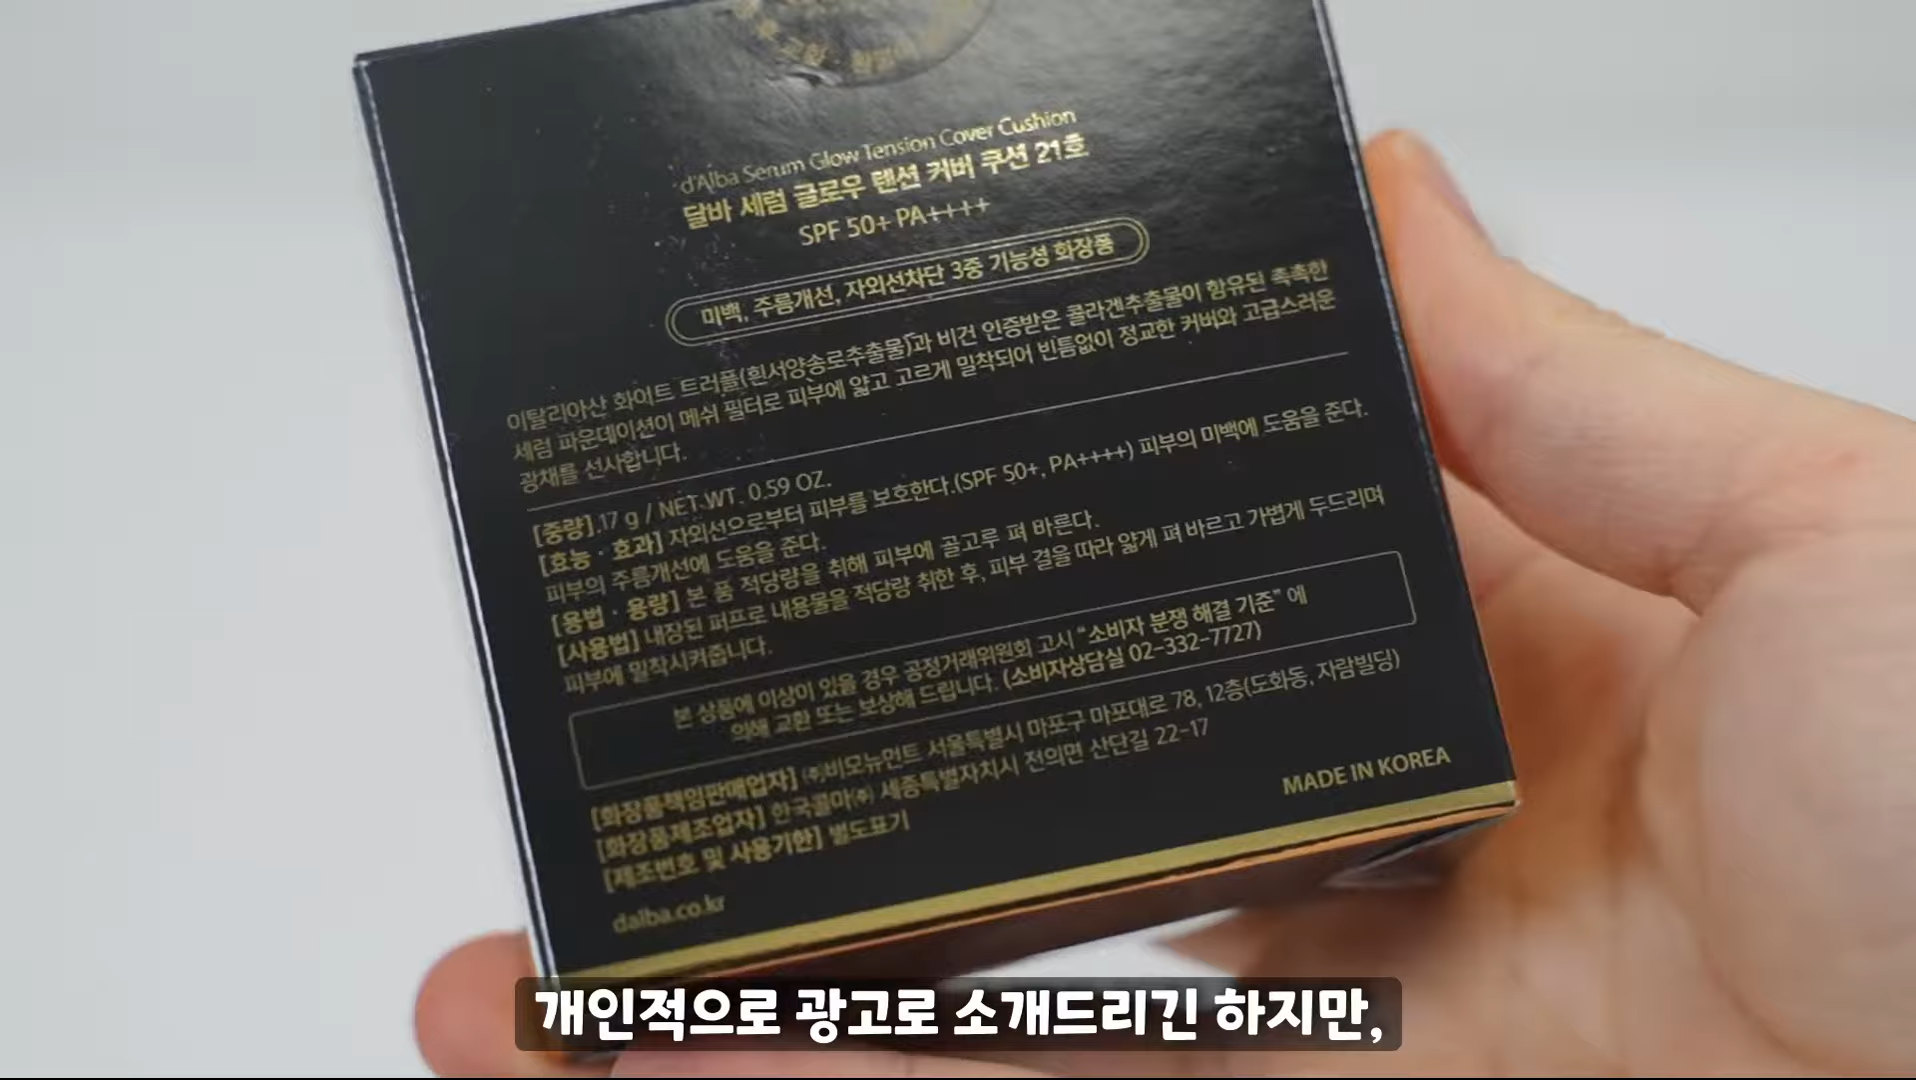 d'Alba Serum Glow Tension Cover Cushion
달바 세럼 글로우 텐션 커버 쿠션 21호
SPF 50+ PA++++
미백, 주름개선, 자외선차단 3중 기능성 화장품
이탈리아산 화이트 트러플(흰서양송로추출물)과 비건 인증받은 콜라겐추출물이 함유된 촉촉한
세럼 파운데이션이 메쉬 필터로 피부에 얇고 고르게 밀착되어 빈틈없이 정교한 커버와 고급스러운
광채를 선사합니다.
[중량] 17 g / NET.WT. 0.59 OZ.
[효능 · 효과] 자외선으로부터 피부를 보호한다.(SPF 50+, PA++++) 피부의 미백에 도움을 준다.
피부의 주름개선에 도움을 준다.
[용법 · 용량] 본 품 적당량을 취해 피부에 골고루 펴 바른다.
[사용법] 내장된 퍼프로 내용물을 적당량 취한 후, 피부 결을 따라 얇게 펴 바르고 가볍게 두드리며
피부에 밀착시켜줍니다.
본 상품에 이상이 있을 경우 공정거래위원회 고시 "소비자 분쟁 해결 기준" 에
의해 교환 또는 보상해 드립니다. (소비자상담실 02-332-7727)
[화장품책임판매업자] ㈜비모뉴먼트 서울특별시 마포구 마포대로 78, 12층(도화동, 자람빌딩)
[화장품제조업자] 한국콜마㈜ 세종특별자치시 전의면 산단길 22-17
[제조번호 및 사용기한] 별도표기
MADE IN KOREA
dalba.co.kr
개인적으로 광고로 소개드리긴 하지만,